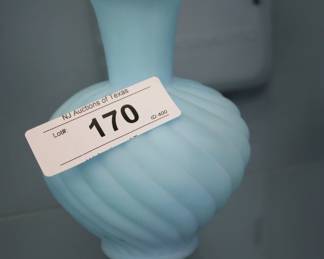 NJ Auctions of Texas
Lot# 170 ID:400